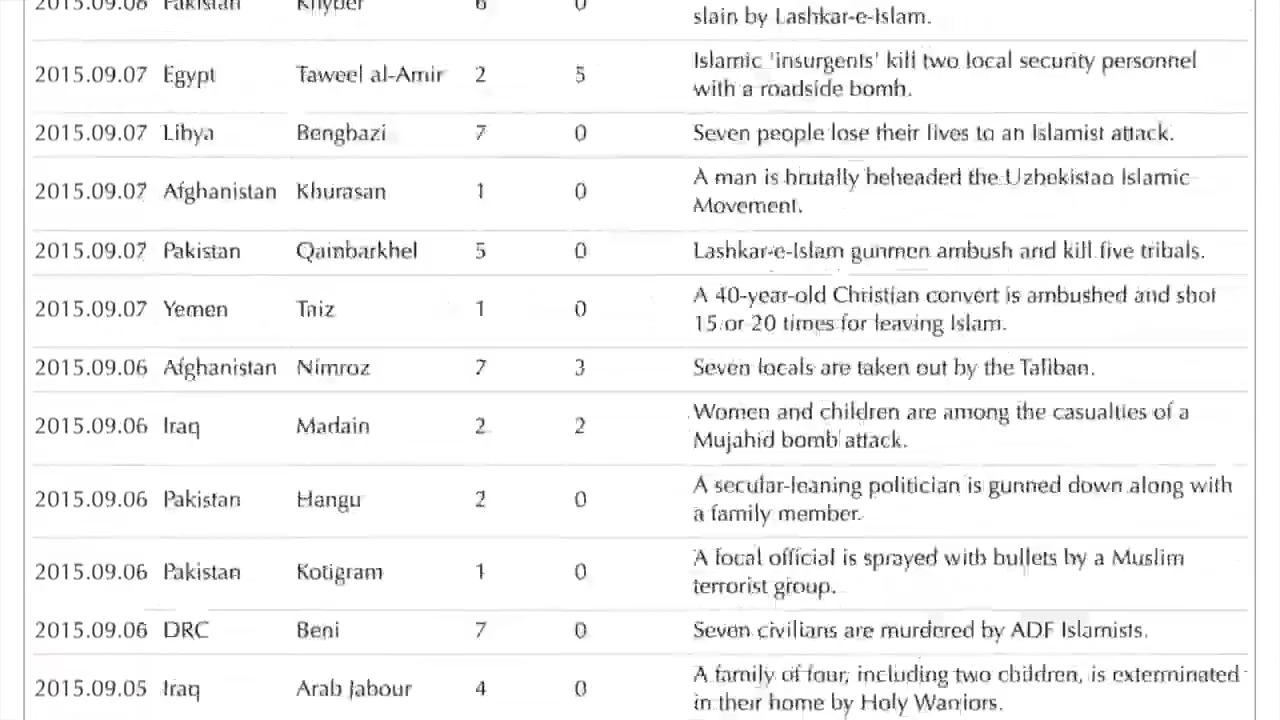 2015.09.08 Pakistan Khyber 6 0
slain by Lashkar-e-Islam.
2015.09.07 Egypt Taweel al-Amir 2 5 Islamic 'insurgents' kill two local security personnel
with a roadside bomb.
2015.09.07 Libya Benghazi 7 0 Seven people lose their lives to an Islamist attack.
2015.09.07 Afghanistan Khurasan 1 0 A man is brutally beheaded the Uzbekistan Islamic
Movement.
2015.09.07 Pakistan Qambarkhel 5 0 Lashkar-e-Islam gunmen ambush and kill five tribals.
2015.09.07 Yemen Taiz 1 0 A 40-year-old Christian convert is ambushed and shot
15 or 20 times for leaving Islam.
2015.09.06 Afghanistan Nimroz 7 3 Seven locals are taken out by the Taliban.
2015.09.06 Iraq Madain 2 2 Women and children are among the casualties of a
Mujahid bomb attack.
2015.09.06 Pakistan Hangu 2 0 A secular-leaning politician is gunned down along with
a family member.
2015.09.06 Pakistan Kotigram 1 0 A local official is sprayed with bullets by a Muslim
terrorist group.
2015.09.06 DRC Beni 7 0 Seven civilians are murdered by ADF Islamists.
2015.09.05 Iraq Arab Jabour 4 0 A family of four, including two children, is exterminated
in their home by Holy Warriors.